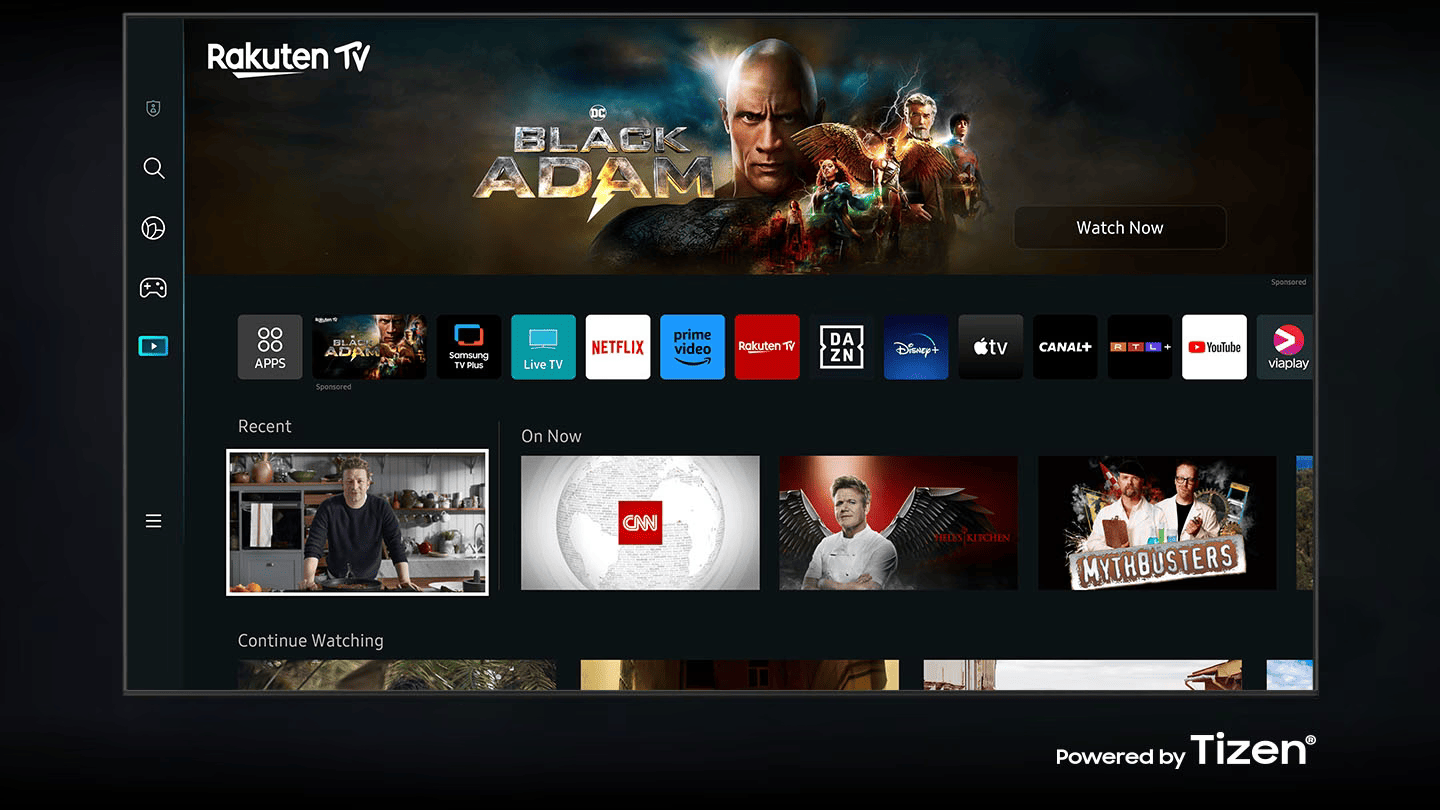 Rakuten TV
DC
BLACK
ADAM
Watch Now
Sponsored
APPS
Rakuten TV
BLACK
ADAM
Sponsored
SAMSUNG
TV Plus
Live TV
NETFLIX
prime
video
Rakuten TV
DA
ZN
Disney+
tv
CANAL+
RTL+
YouTube
viaplay
Recent
On Now
CNN
HELL'S KITCHEN
MYTHBUSTERS
Continue Watching
Powered by Tizen®